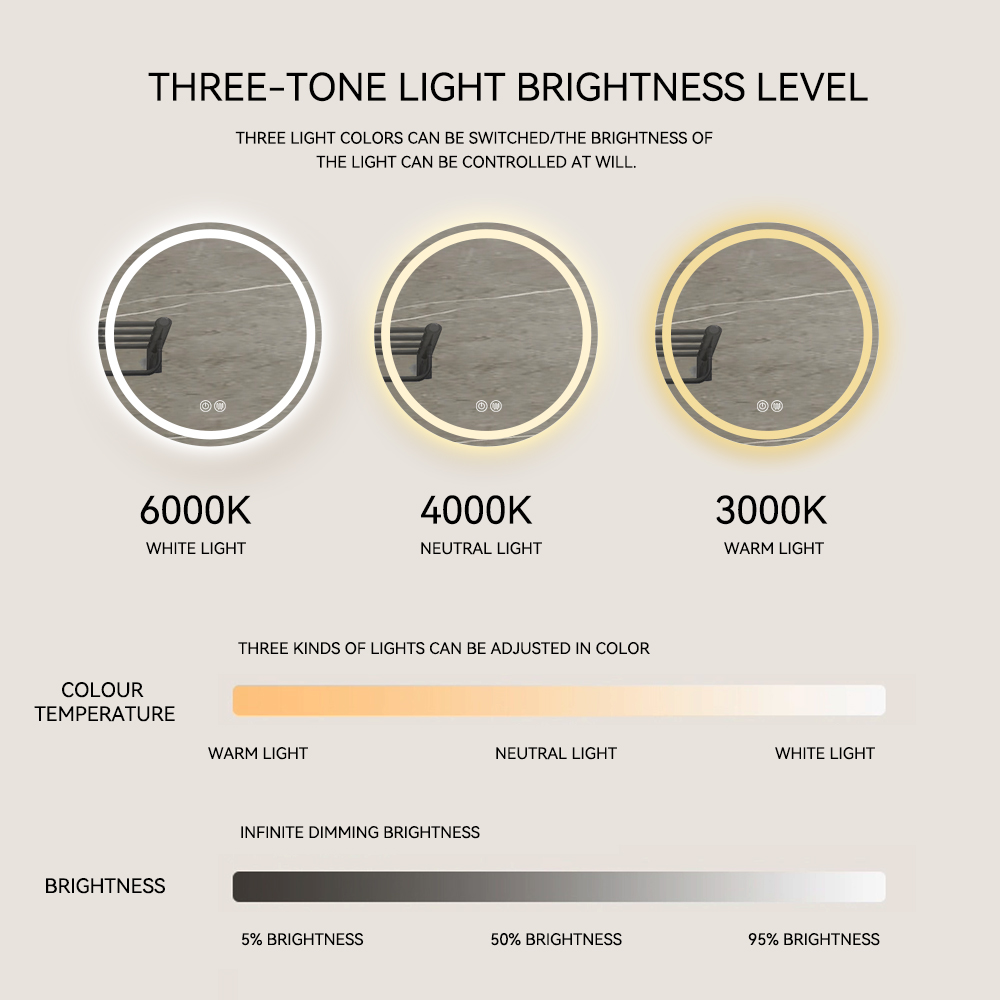 THREE-TONE LIGHT BRIGHTNESS LEVEL
THREE LIGHT COLORS CAN BE SWITCHED/THE BRIGHTNESS OF
THE LIGHT CAN BE CONTROLLED AT WILL.
6000K
WHITE LIGHT
4000K
NEUTRAL LIGHT
3000K
WARM LIGHT
THREE KINDS OF LIGHTS CAN BE ADJUSTED IN COLOR
COLOUR
TEMPERATURE
WARM LIGHT
NEUTRAL LIGHT
WHITE LIGHT
INFINITE DIMMING BRIGHTNESS
BRIGHTNESS
5% BRIGHTNESS
50% BRIGHTNESS
95% BRIGHTNESS